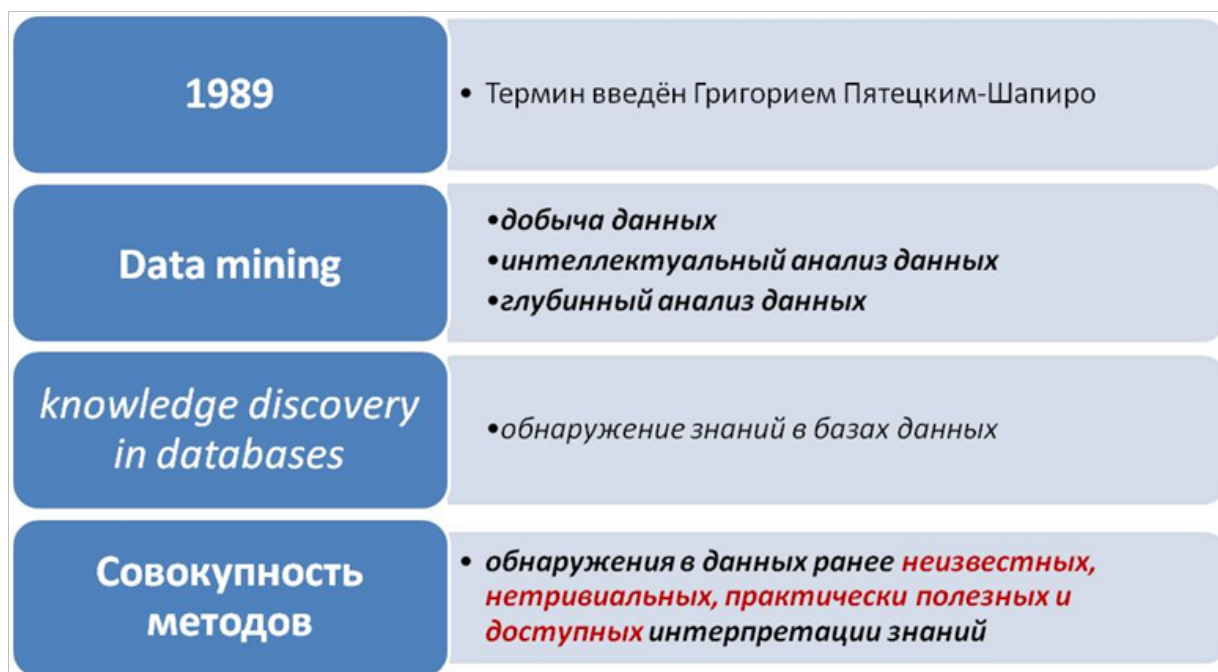 1989
• Термин введён Григорием Пятецким-Шапиро
Data mining
•добыча данных
•интеллектуальный анализ данных
•глубинный анализ данных
knowledge discovery
in databases
•обнаружение знаний в базах данных
Совокупность
методов
• обнаружения в данных ранее неизвестных,
нетривиальных, практически полезных и
доступных интерпретации знаний